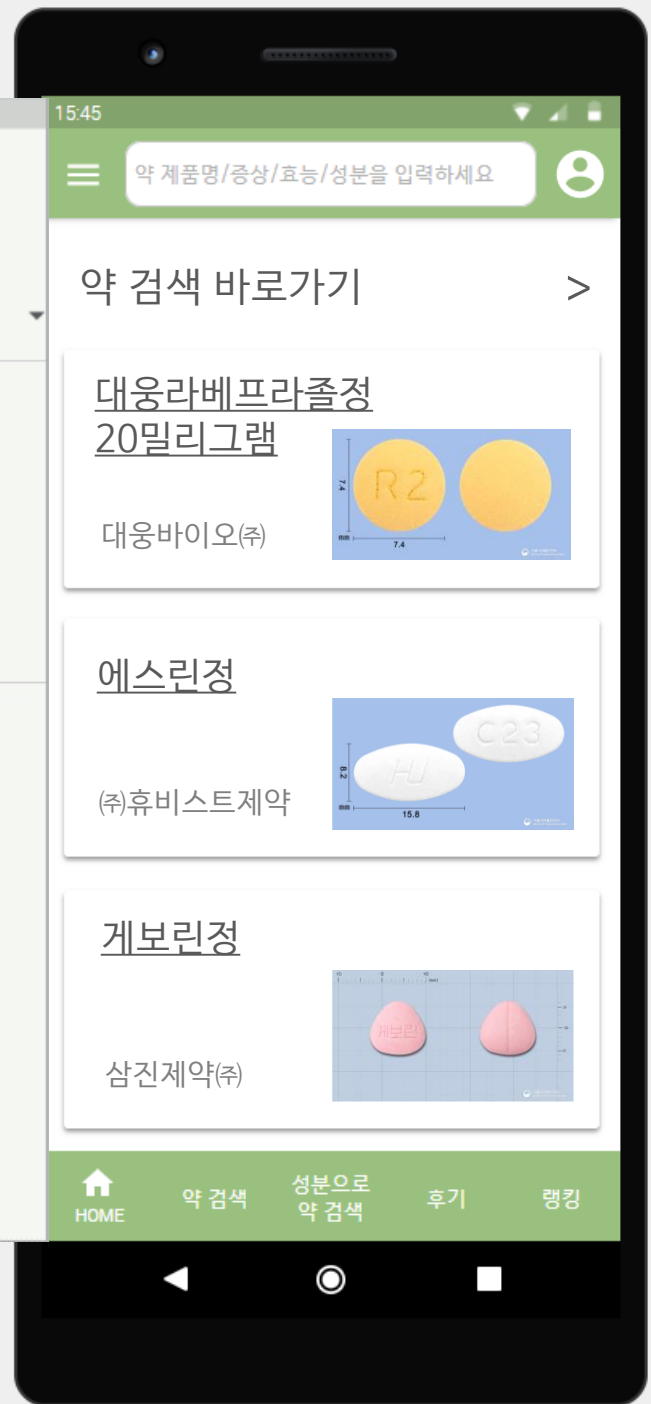 15:45
약 제품명/증상/효능/성분을 입력하세요
약 검색 바로가기 >
대웅라베프라졸정
20밀리그램
R2
7.4
mm
7.4
대웅바이오㈜
에스린정
C23
HJ
8.2
mm
15.8
㈜휴비스트제약
게보린정
게보린
삼진제약㈜
HOME
약 검색
성분으로
약 검색
후기
랭킹